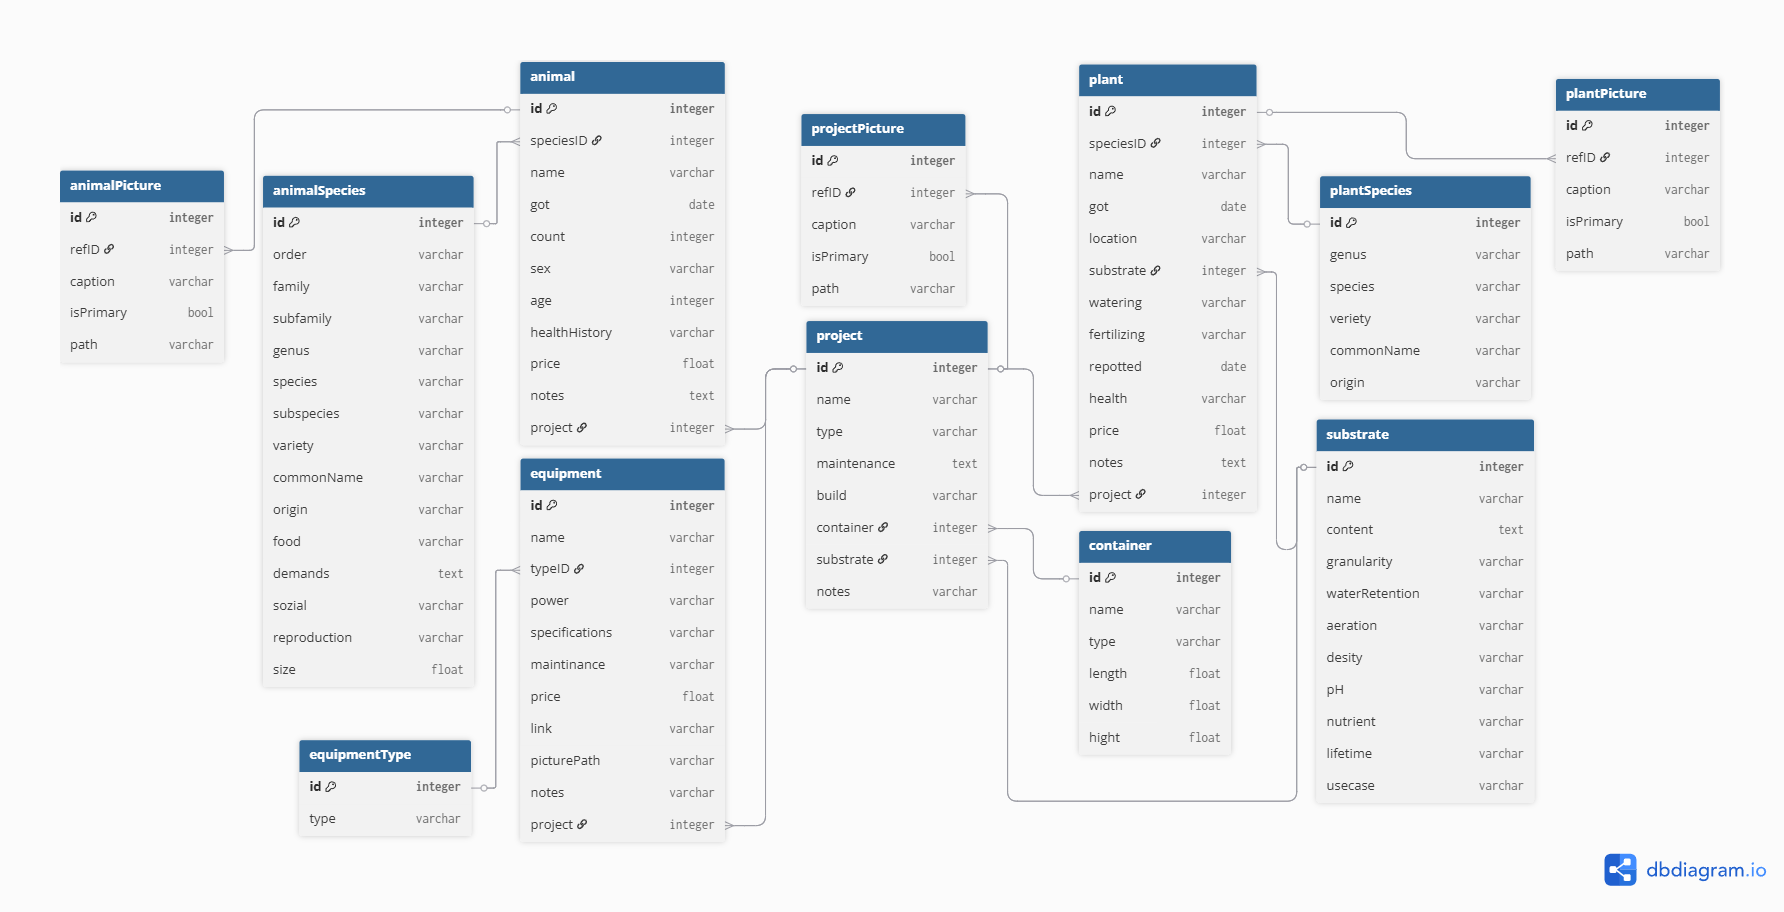 animalPicture
id integer
refID integer
caption varchar
isPrimary bool
path varchar
animalSpecies
id integer
order varchar
family varchar
subfamily varchar
genus varchar
species varchar
subspecies varchar
variety varchar
commonName varchar
origin varchar
food varchar
demands text
sozial varchar
reproduction varchar
size float
equipmentType
id integer
type varchar
animal
id integer
speciesID integer
name varchar
got date
count integer
sex varchar
age integer
healthHistory varchar
price float
notes text
project integer
equipment
id integer
name varchar
typeID integer
power varchar
specifications varchar
maintinance varchar
price float
link varchar
picturePath varchar
notes varchar
project integer
projectPicture
id integer
refID integer
caption varchar
isPrimary bool
path varchar
project
id integer
name varchar
type varchar
maintenance text
build varchar
container integer
substrate integer
notes varchar
plant
id integer
speciesID integer
name varchar
got date
location varchar
substrate integer
watering varchar
fertilizing varchar
repotted date
health varchar
price float
notes text
project integer
container
id integer
name varchar
type varchar
length float
width float
hight float
plantSpecies
id integer
genus varchar
species varchar
veriety varchar
commonName varchar
origin varchar
substrate
id integer
name varchar
content text
granularity varchar
waterRetention varchar
aeration varchar
desity varchar
pH varchar
nutrient varchar
lifetime varchar
usecase varchar
plantPicture
id integer
refID integer
caption varchar
isPrimary bool
path varchar
dbdiagram.io